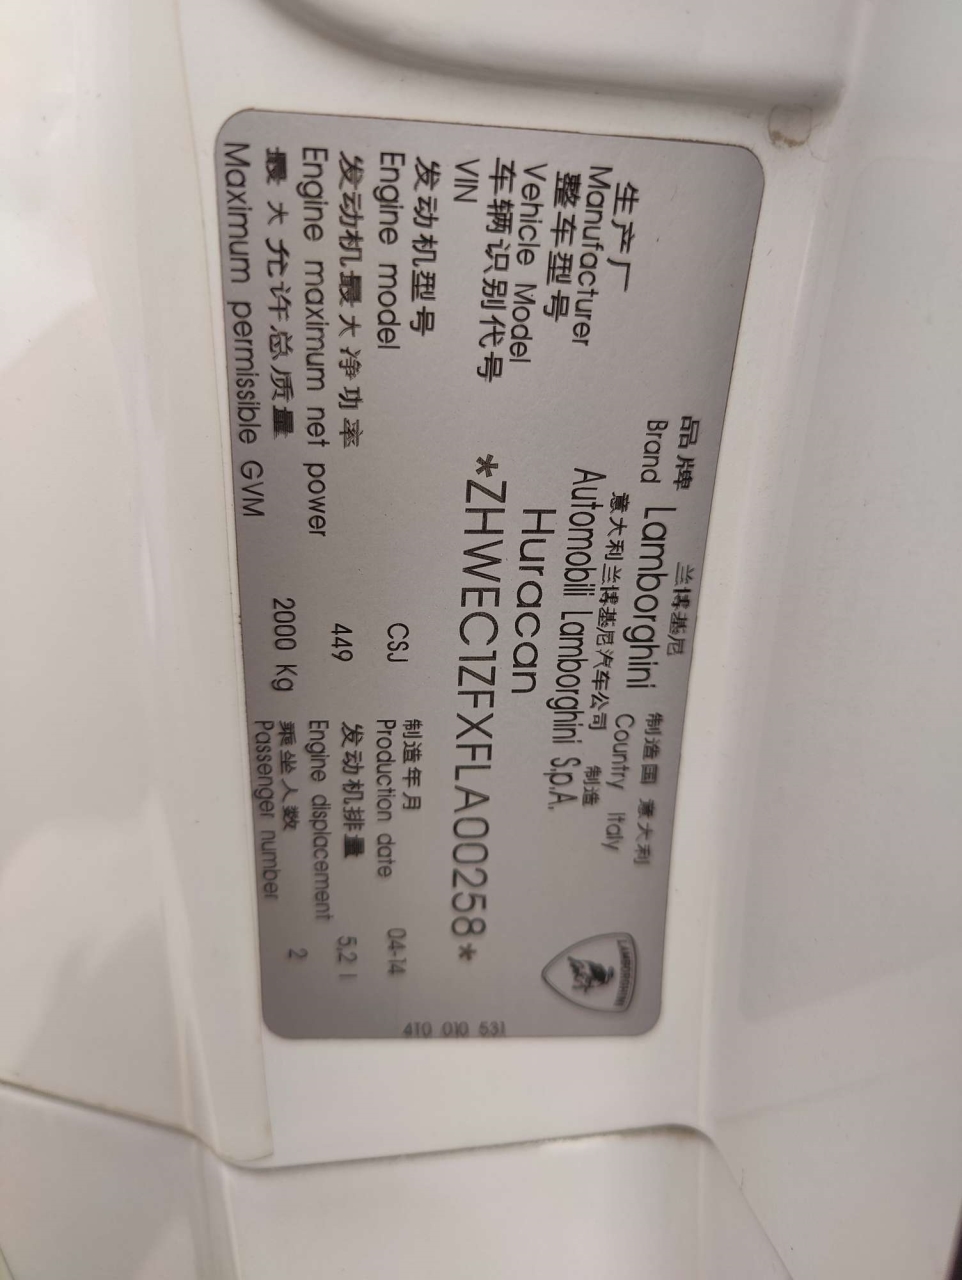 品牌 兰博基尼 制造国 意大利
Brand Lamborghini Country Italy
生产厂 意大利兰博基尼汽车公司 制造
Manufacturer Automobili Lamborghini S.p.A.
整车型号
Vehicle Model Huracan
车辆识别代号
VIN *ZHWEC1ZFXFLA00258*
发动机型号 制造年月
Engine model CSJ Production date 04-14
发动机最大净功率 449 发动机排量 5,2 l
Engine maximum net power Engine displacement
最大允许总质量 2000 Kg 乘坐人数 2
Maximum permissible GVM Passenger number
LAMBORGHINI
4T0 010 531